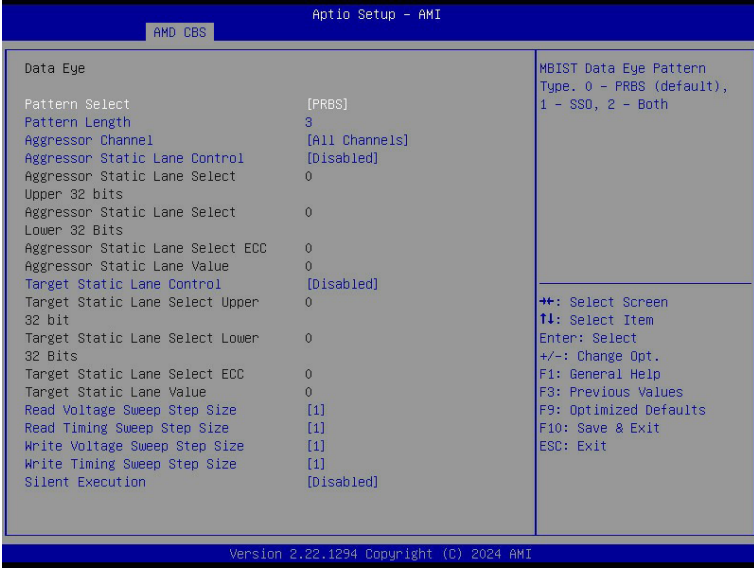 Aptio Setup – AMI
AMD CBS
Data Eye
Pattern Select [PRBS]
Pattern Length 3
Aggressor Channel [All Channels]
Aggressor Static Lane Control [Disabled]
Aggressor Static Lane Select 0
Upper 32 bits
Aggressor Static Lane Select 0
Lower 32 Bits
Aggressor Static Lane Select ECC 0
Aggressor Static Lane Value 0
Target Static Lane Control [Disabled]
Target Static Lane Select Upper 0
32 bit
Target Static Lane Select Lower 0
32 Bits
Target Static Lane Select ECC 0
Target Static Lane Value 0
Read Voltage Sweep Step Size [1]
Read Timing Sweep Step Size [1]
Write Voltage Sweep Step Size [1]
Write Timing Sweep Step Size [1]
Silent Execution [Disabled]
MBIST Data Eye Pattern
Type. 0 – PRBS (default),
1 – SSO, 2 – Both
→←: Select Screen
↑↓: Select Item
Enter: Select
+/-: Change Opt.
F1: General Help
F3: Previous Values
F9: Optimized Defaults
F10: Save & Exit
ESC: Exit
Version 2.22.1294 Copyright (C) 2024 AMI